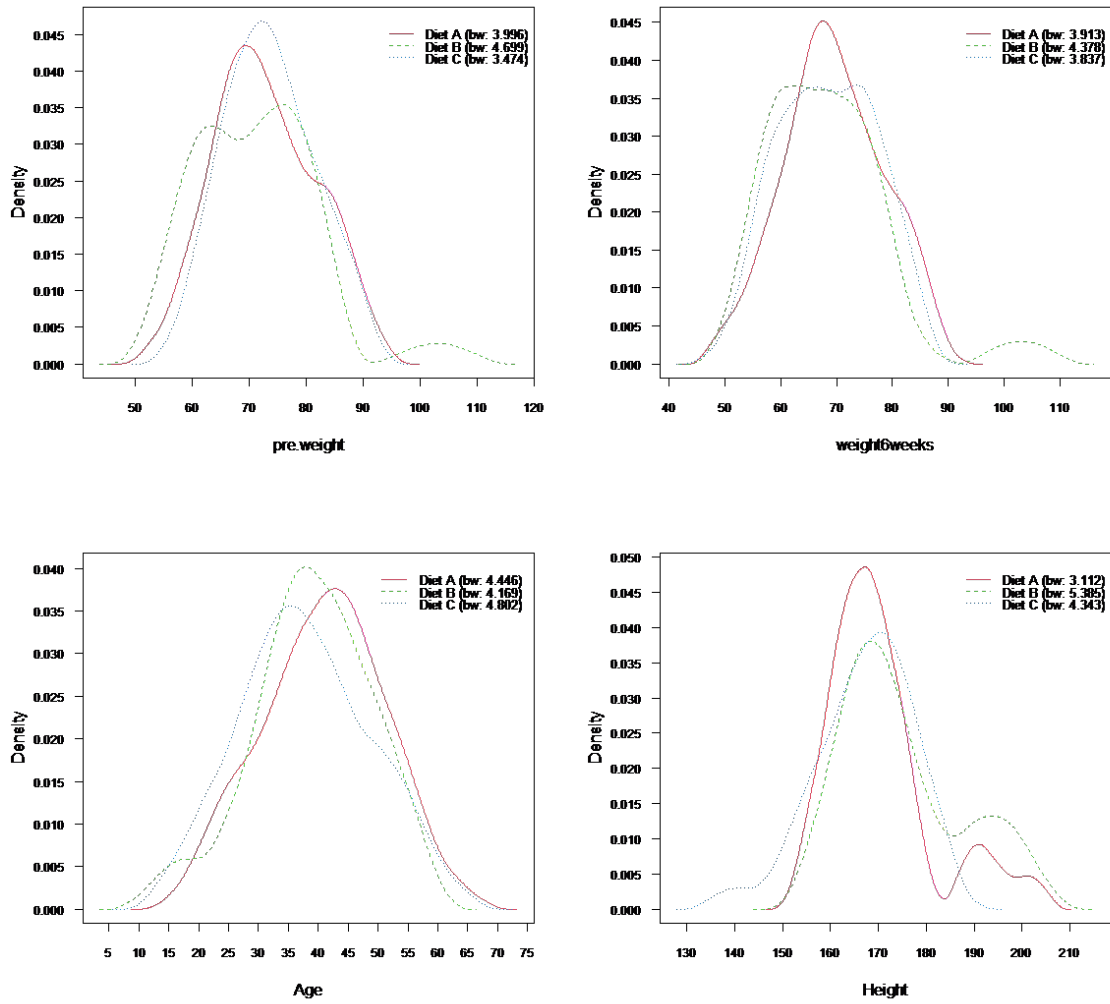 0.045
0.040
0.035
0.030
0.025
0.020
0.015
0.010
0.005
0.000
Density
Diet A (bw: 3.996)
Diet B (bw: 4.699)
Diet C (bw: 3.474)
50 60 70 80 90 100 110 120
pre.weight
0.045
0.040
0.035
0.030
0.025
0.020
0.015
0.010
0.005
0.000
Density
Diet A (bw: 3.913)
Diet B (bw: 4.378)
Diet C (bw: 3.837)
40 50 60 70 80 90 100 110
weight6weeks
0.040
0.035
0.030
0.025
0.020
0.015
0.010
0.005
0.000
Density
Diet A (bw: 4.446)
Diet B (bw: 4.169)
Diet C (bw: 4.802)
5 10 15 20 25 30 35 40 45 50 55 60 65 70 75
Age
0.050
0.045
0.040
0.035
0.030
0.025
0.020
0.015
0.010
0.005
0.000
Density
Diet A (bw: 3.112)
Diet B (bw: 5.385)
Diet C (bw: 4.343)
130 140 150 160 170 180 190 200 210
Height